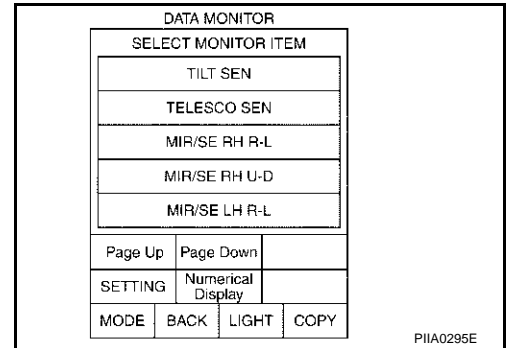 DATA MONITOR
SELECT MONITOR ITEM
TILT SEN
TELESCO SEN
MIR/SE RH R-L
MIR/SE RH U-D
MIR/SE LH R-L
Page Up Page Down
SETTING Numerical Display
MODE BACK LIGHT COPY
PIIA0295E